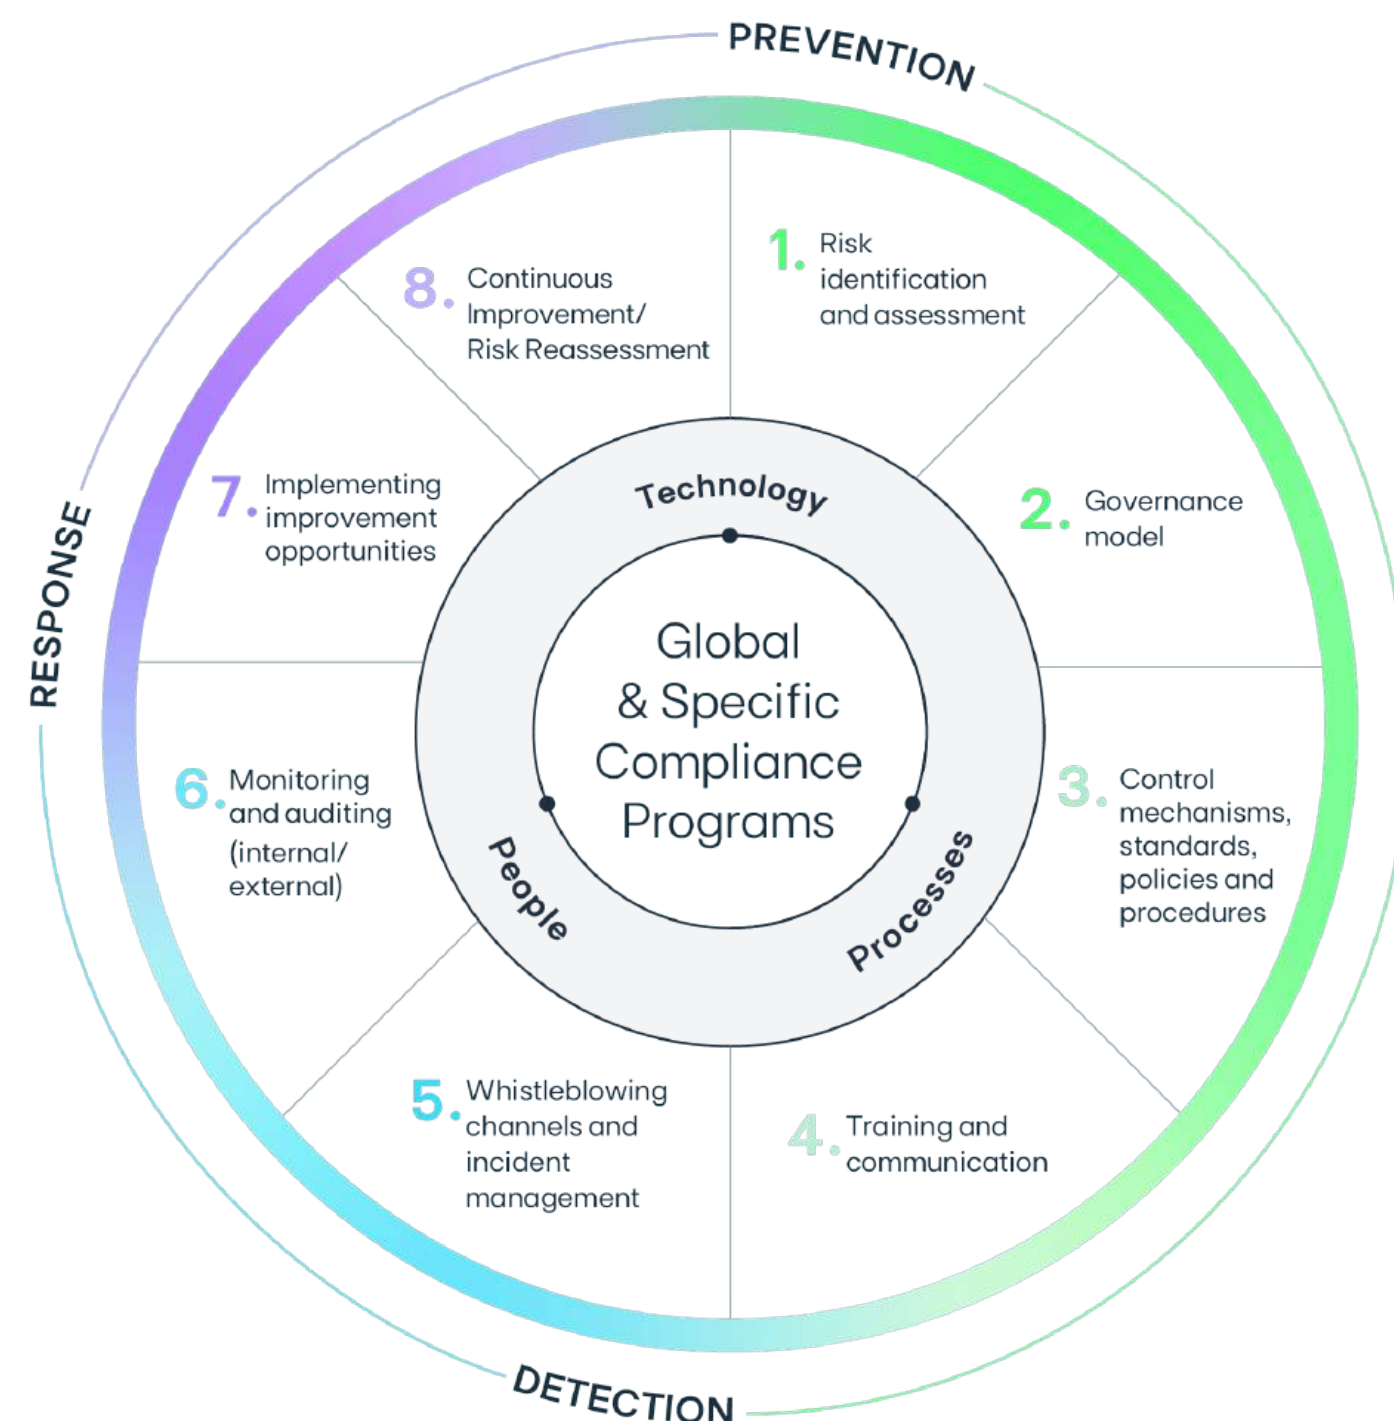 PREVENTION
1. Risk
identification
and assessment
2. Governance
model
3. Control
mechanisms,
standards,
policies and
procedures
4. Training and
communication
DETECTION
5. Whistleblowing
channels and
incident
management
6. Monitoring
and auditing
(internal/
external)
RESPONSE
7. Implementing
improvement
opportunities
8. Continuous
Improvement/
Risk Reassessment
Technology
Processes
People
Global
& Specific
Compliance
Programs